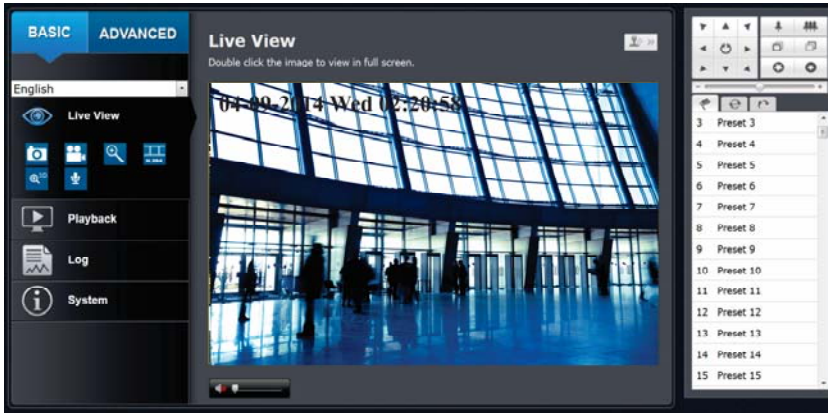 BASIC ADVANCED
English
Live View
Playback
Log
System
Live View
Double click the image to view in full screen.
04-09-2014 Wed 02:20:58
3 Preset 3
4 Preset 4
5 Preset 5
6 Preset 6
7 Preset 7
8 Preset 8
9 Preset 9
10 Preset 10
11 Preset 11
12 Preset 12
13 Preset 13
14 Preset 14
15 Preset 15